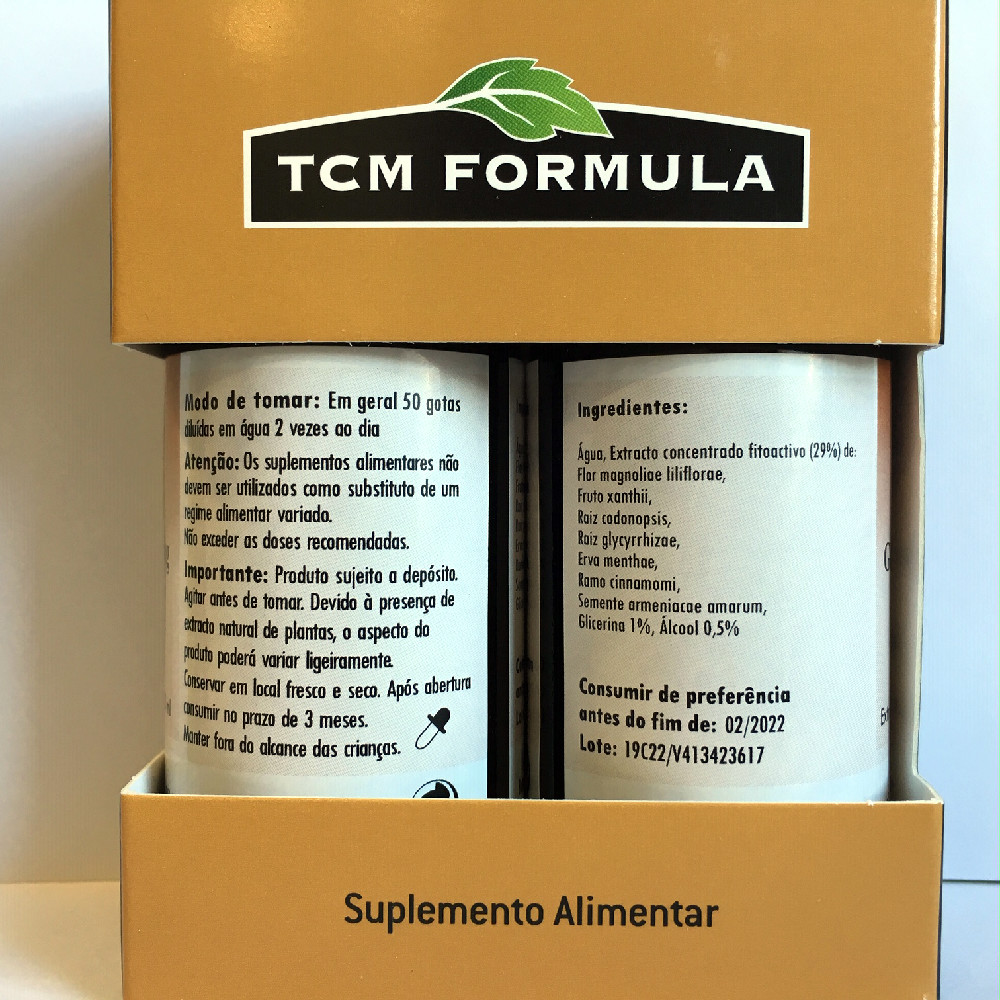 TCM FORMULA
Modo de tomar: Em geral 50 gotas
diluídas em água 2 vezes ao dia
Atenção: Os suplementos alimentares não
devem ser utilizados como substituto de um
regime alimentar variado.
Não exceder as doses recomendadas.
Importante: Produto sujeito a depósito.
Agitar antes de tomar. Devido à presença de
extracto natural de plantas, o aspecto do
produto poderá variar ligeiramente.
Conservar em local fresco e seco. Após abertura
consumir no prazo de 3 meses.
Manter fora do alcance das crianças.
Ingredientes:
Água, Extracto concentrado fitoactivo (29%) de:
Flor magnoliae liliflorae,
Fruto xanthii,
Raiz codonopsis,
Raiz glycyrrhizae,
Erva menthae,
Ramo cinnamomi,
Semente armeniacae amarum,
Glicerina 1%, Álcool 0,5%
Consumir de preferência
antes do fim de: 02/2022
Lote: 19C22/V413423617
Suplemento Alimentar